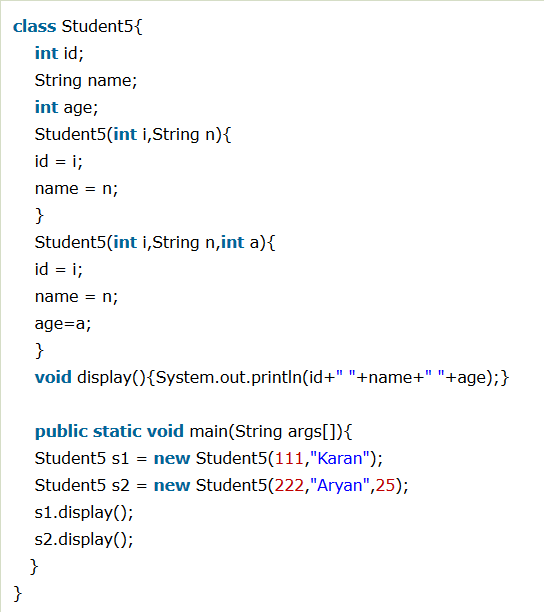 class Student5{
int id;
String name;
int age;
Student5(int i,String n){
id = i;
name = n;
}
Student5(int i,String n,int a){
id = i;
name = n;
age=a;
}
void display(){System.out.println(id+" "+name+" "+age);}
public static void main(String args[]){
Student5 s1 = new Student5(111,"Karan");
Student5 s2 = new Student5(222,"Aryan",25);
s1.display();
s2.display();
}
}